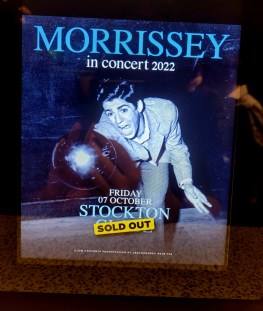 MORRISSEY
in concert 2022
FRIDAY
07 OCTOBER
STOCKTON
SOLD OUT